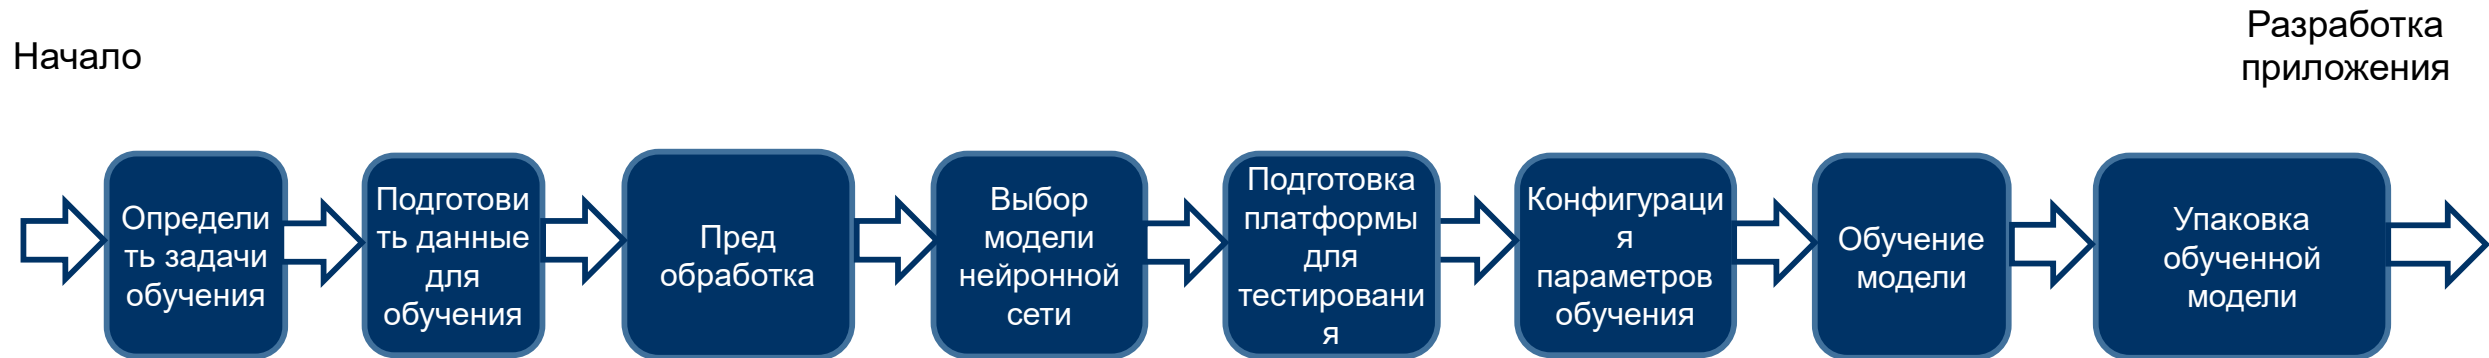 Начало
Разработка
приложения
Определи
ть задачи
обучения
Подготови
ть данные
для
обучения
Пред
обработка
Выбор
модели
нейронной
сети
Подготовка
платформы
для
тестировани
я
Конфигураци
я
параметров
обучения
Обучение
модели
Упаковка
обученной
модели